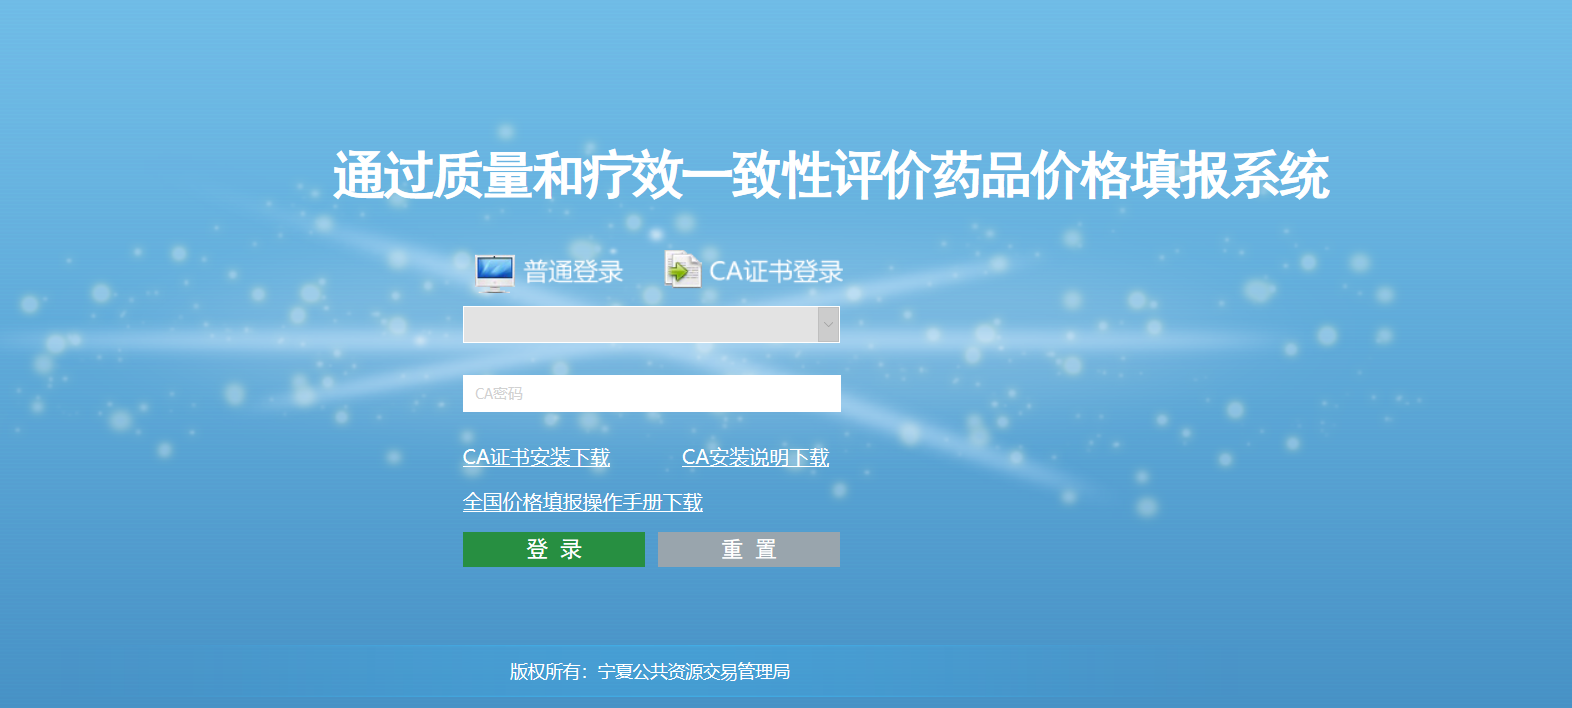 通过质量和疗效一致性评价药品价格填报系统
普通登录 CA证书登录
CA密码
CA证书安装下载 CA安装说明下载
全国价格填报操作手册下载
登 录 重 置
版权所有：宁夏公共资源交易管理局